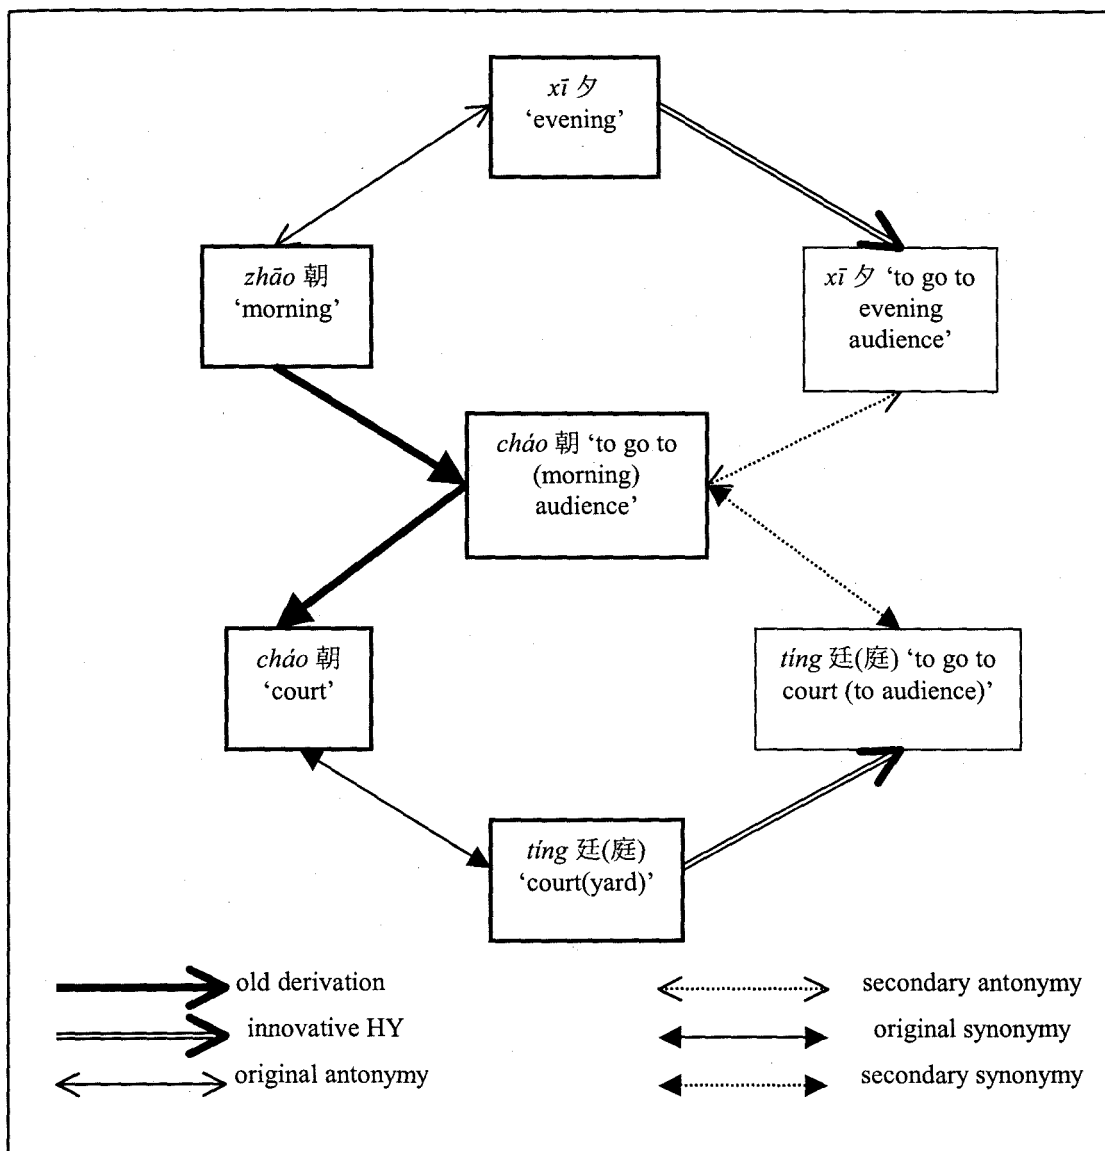 xī 夕
‘evening’
zhāo 朝
‘morning’
xī 夕 ‘to go to
evening
audience’
cháo 朝 ‘to go to
(morning)
audience’
cháo 朝
‘court’
tíng 廷(庭) ‘to go to
court (to audience)’
tíng 廷(庭)
‘court(yard)’
old derivation
innovative HY
original antonymy
secondary antonymy
original synonymy
secondary synonymy